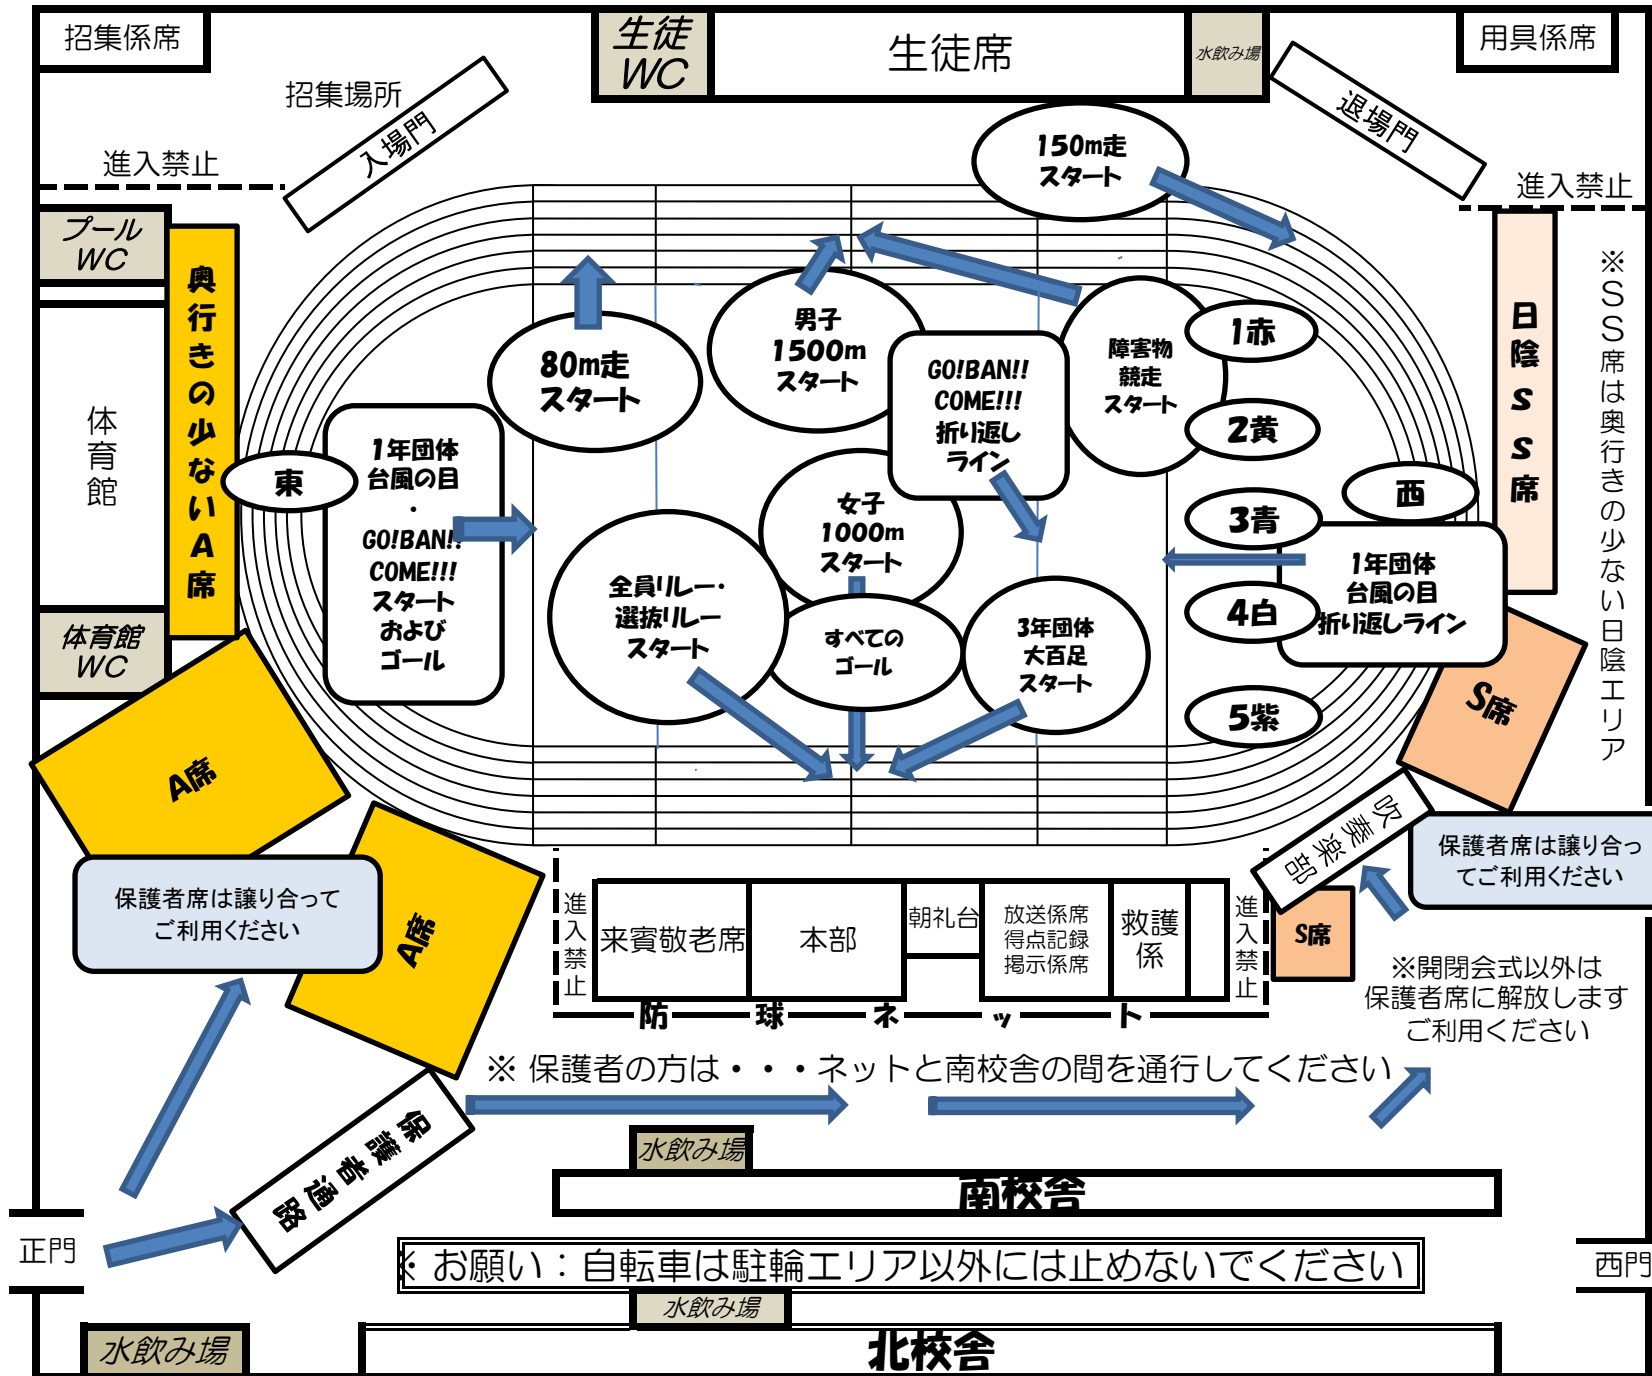 招集係席
生徒
WC
生徒席
水飲み場
用具係席
招集場所
入場門
退場門
150m走
スタート
進入禁止
進入禁止
プール
WC
奥行きの少ないA席
体育館
体育館
WC
日陰SS席
※SS席は奥行きの少ない日陰エリア
80m走
スタート
男子
1500m
スタート
GO!BAN!!
COME!!!
折り返し
ライン
障害物
競走
スタート
1赤
2黄
3青
4白
5紫
東
西
1年団体
台風の目
・
GO!BAN!!
COME!!!
スタート
および
ゴール
女子
1000m
スタート
全員リレー・
選抜リレー
スタート
すべての
ゴール
3年団体
大百足
スタート
1年団体
台風の目
折り返しライン
A席
A席
S席
S席
吹奏楽部
保護者席は譲り合って
ご利用ください
保護者席は譲り合っ
てご利用ください
進入禁止
来賓敬老席
本部
朝礼台
放送係席
得点記録
掲示係席
救護
係
進入禁止
防球ネット
※開閉会式以外は
保護者席に解放します
ご利用ください
※ 保護者の方は・・・ネットと南校舎の間を通行してください
保護者通路
水飲み場
南校舎
正門
西門
※ お願い：自転車は駐輪エリア以外には止めないでください
水飲み場
水飲み場
北校舎